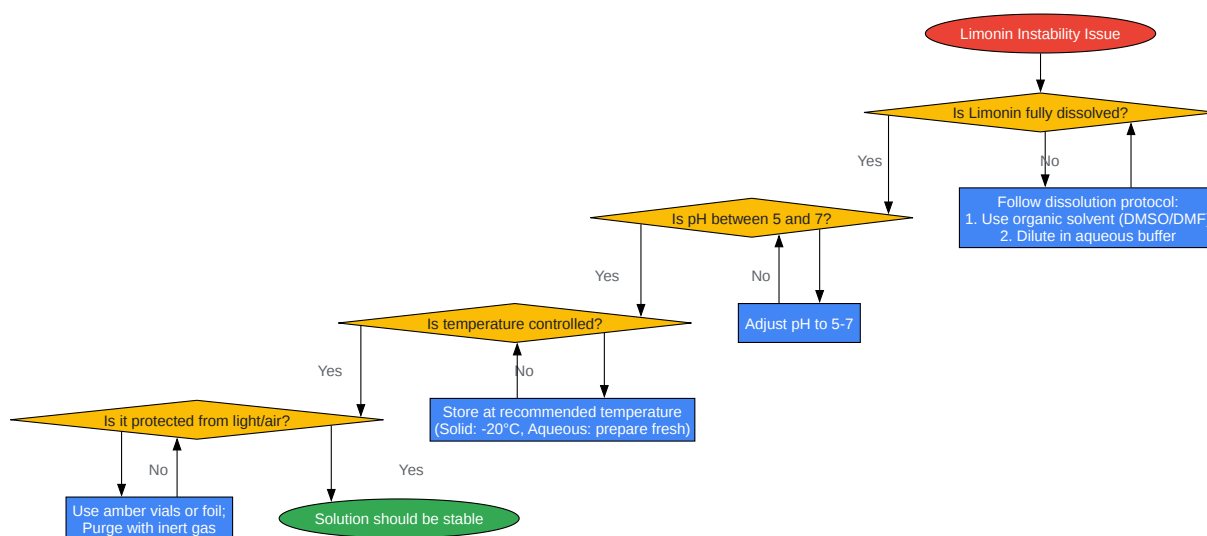 Limonin Instability Issue
Is Limonin fully dissolved?
Yes
No
Follow dissolution protocol:
1. Use organic solvent (DMSO/DMF)
2. Dilute in aqueous buffer
Is pH between 5 and 7?
Yes
No
Adjust pH to 5-7
Is temperature controlled?
Yes
No
Store at recommended temperature
(Solid: -20°C, Aqueous: prepare fresh)
Is it protected from light/air?
No
Yes
Use amber vials or foil;
Purge with inert gas
Solution should be stable